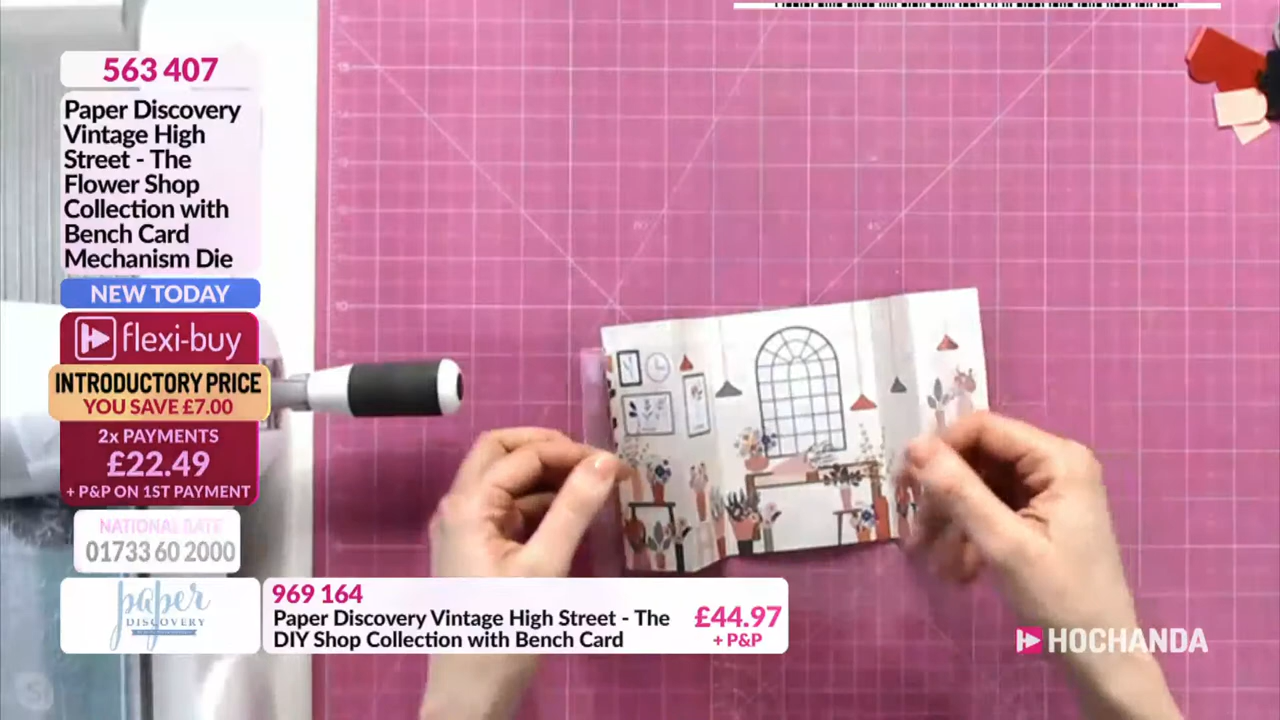 563 407
Paper Discovery
Vintage High
Street - The
Flower Shop
Collection with
Bench Card
Mechanism Die
NEW TODAY
flexi-buy
INTRODUCTORY PRICE
YOU SAVE £7.00
2x PAYMENTS
£22.49
+ P&P ON 1ST PAYMENT
NATIONAL RATE
01733 60 2000
paper
DISCOVERY
969 164
Paper Discovery Vintage High Street - The
DIY Shop Collection with Bench Card
£44.97
+ P&P
HOCHANDA